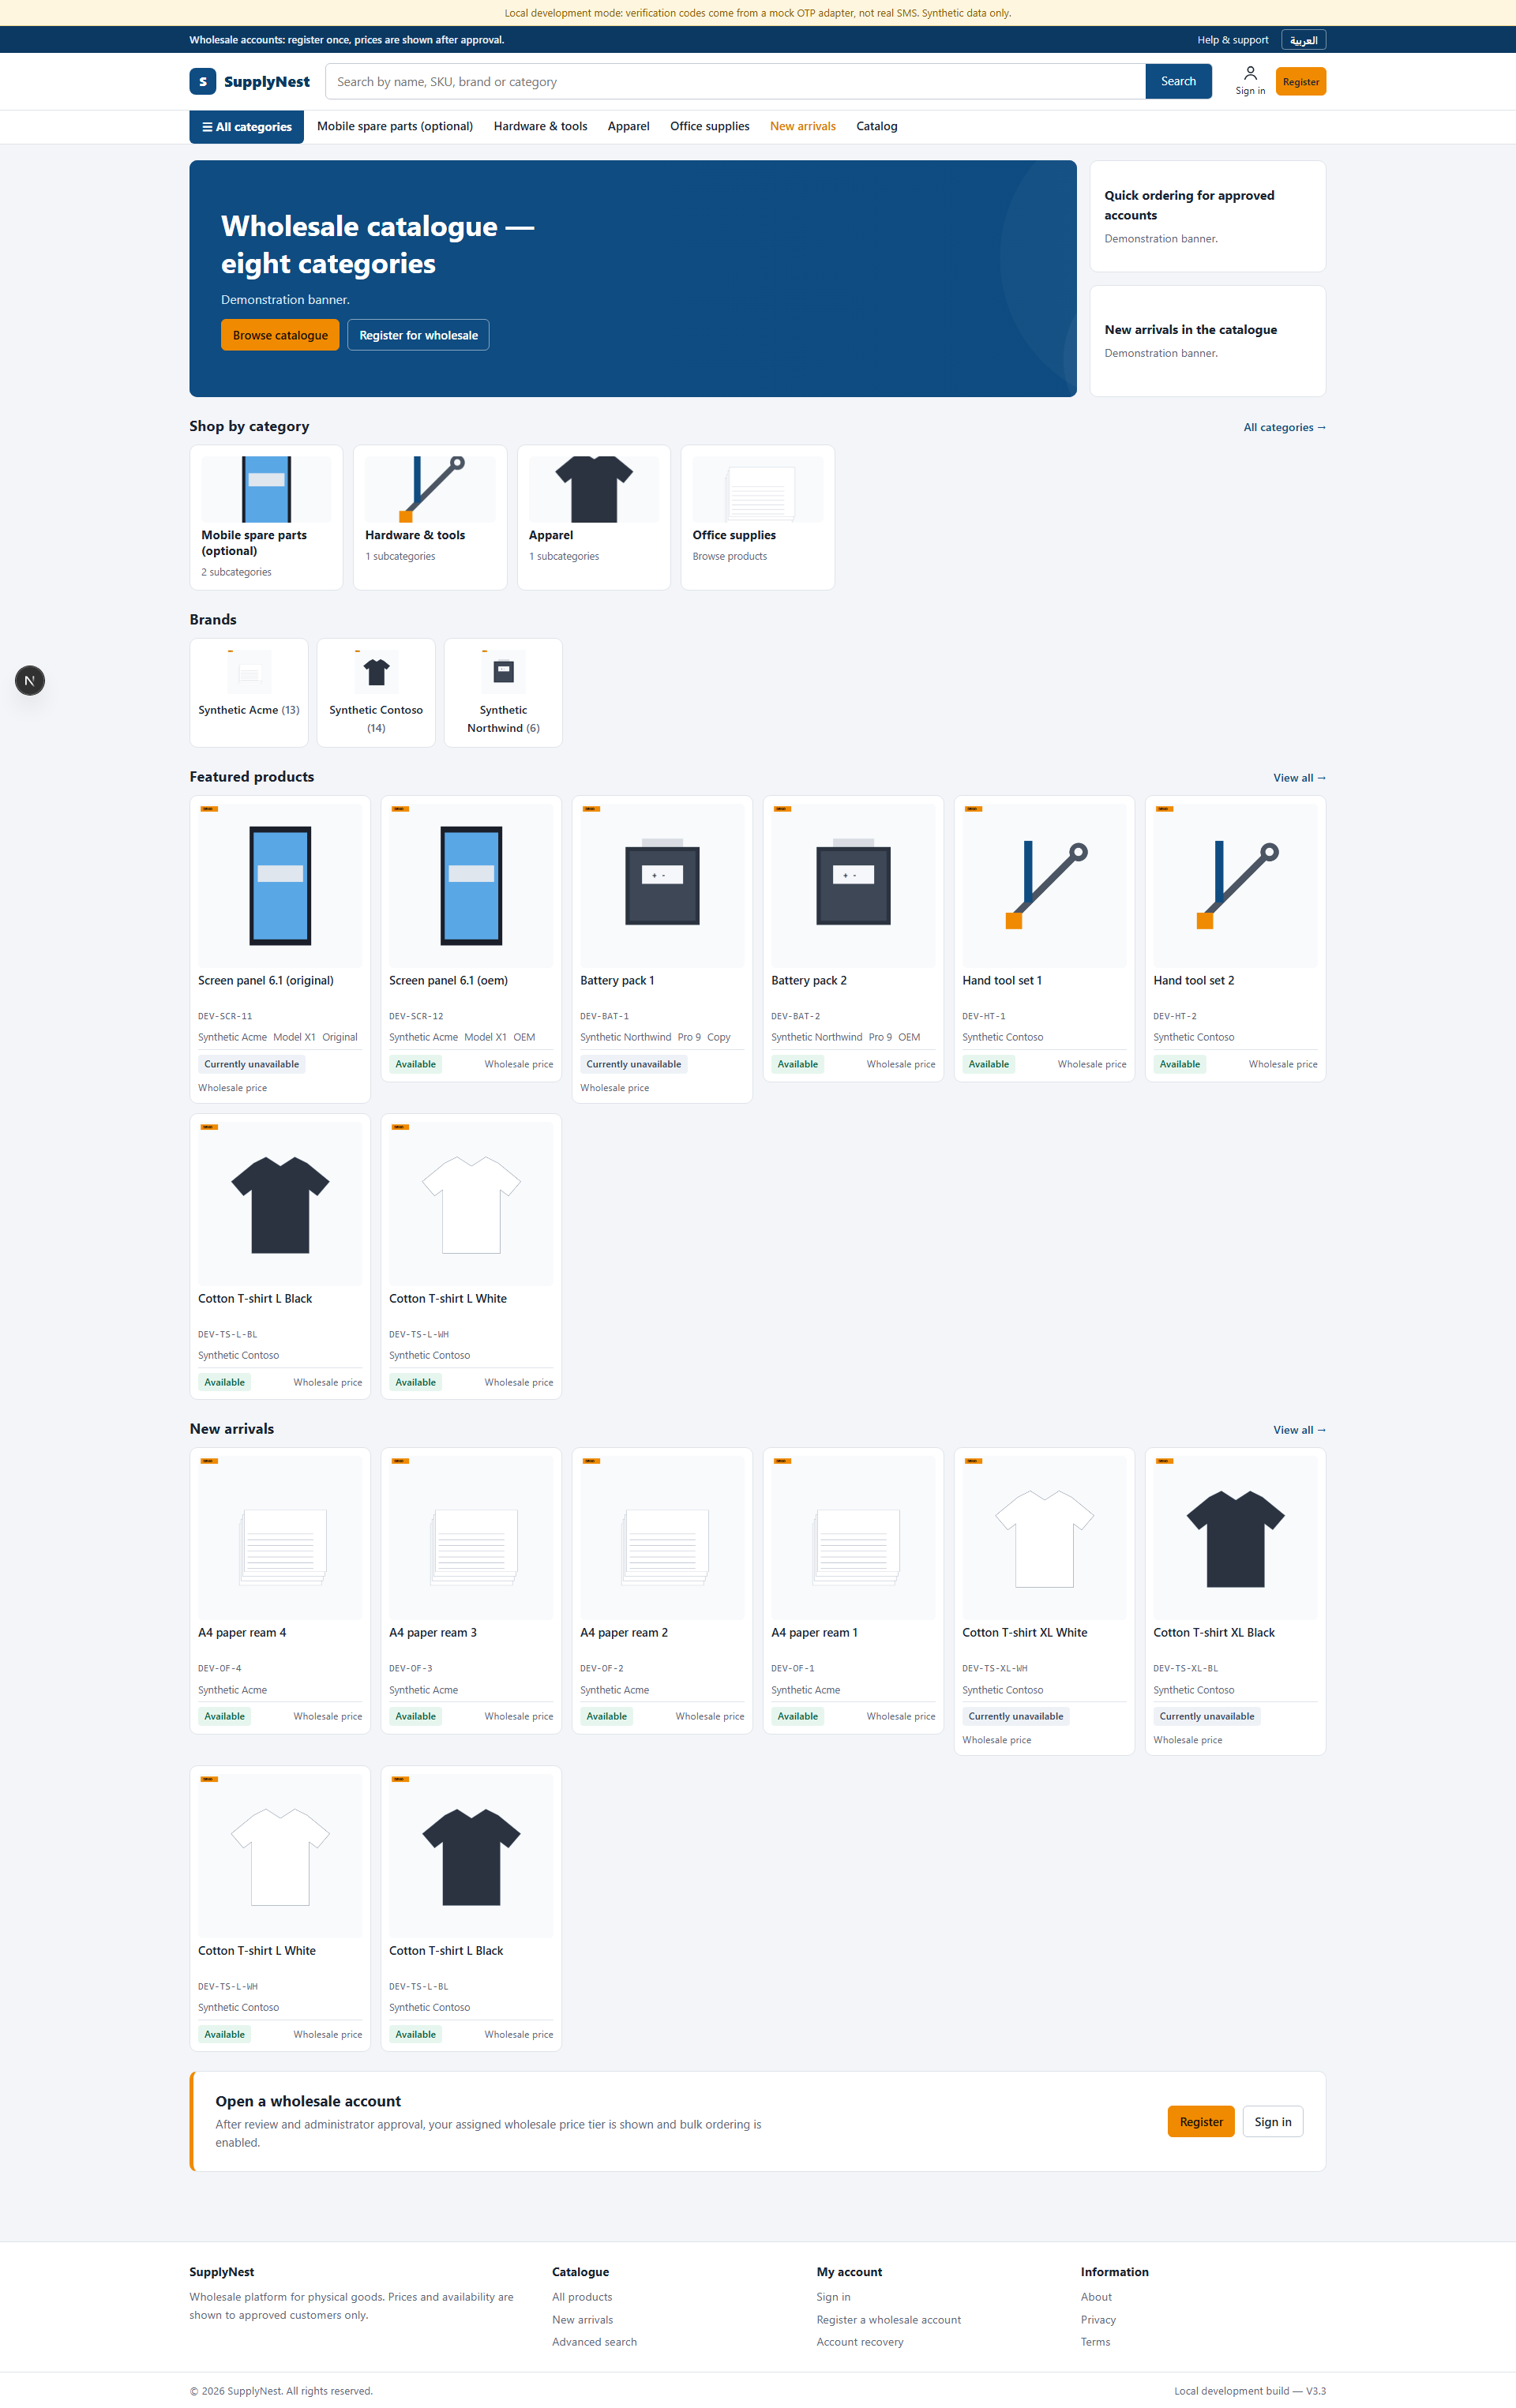 Local development mode: verification codes come from a mock OTP adapter, not real SMS. Synthetic data only.
Wholesale accounts: register once, prices are shown after approval.
Help & support
العربية
S
SupplyNest
Search by name, SKU, brand or category
Search
Sign in
Register
☰ All categories
Mobile spare parts (optional)
Hardware & tools
Apparel
Office supplies
New arrivals
Catalog
Wholesale catalogue —
eight categories
Demonstration banner.
Browse catalogue
Register for wholesale
Quick ordering for approved
accounts
Demonstration banner.
New arrivals in the catalogue
Demonstration banner.
Shop by category
All categories →
Mobile spare parts
(optional)
2 subcategories
Hardware & tools
1 subcategories
Apparel
1 subcategories
Office supplies
Browse products
Brands
Synthetic Acme (13)
Synthetic Contoso
(14)
Synthetic
Northwind (6)
N
Featured products
View all →
Screen panel 6.1 (original)
DEV-SCR-11
Synthetic Acme Model X1 Original
Currently unavailable
Wholesale price
Screen panel 6.1 (oem)
DEV-SCR-12
Synthetic Acme Model X1 OEM
Available
Wholesale price
+ -
Battery pack 1
DEV-BAT-1
Synthetic Northwind Pro 9 Copy
Currently unavailable
Wholesale price
+ -
Battery pack 2
DEV-BAT-2
Synthetic Northwind Pro 9 OEM
Available
Wholesale price
Hand tool set 1
DEV-HT-1
Synthetic Contoso
Available
Wholesale price
Hand tool set 2
DEV-HT-2
Synthetic Contoso
Available
Wholesale price
Cotton T-shirt L Black
DEV-TS-L-BL
Synthetic Contoso
Available
Wholesale price
Cotton T-shirt L White
DEV-TS-L-WH
Synthetic Contoso
Available
Wholesale price
New arrivals
View all →
A4 paper ream 4
DEV-OF-4
Synthetic Acme
Available
Wholesale price
A4 paper ream 3
DEV-OF-3
Synthetic Acme
Available
Wholesale price
A4 paper ream 2
DEV-OF-2
Synthetic Acme
Available
Wholesale price
A4 paper ream 1
DEV-OF-1
Synthetic Acme
Available
Wholesale price
Cotton T-shirt XL White
DEV-TS-XL-WH
Synthetic Contoso
Currently unavailable
Wholesale price
Cotton T-shirt XL Black
DEV-TS-XL-BL
Synthetic Contoso
Currently unavailable
Wholesale price
Cotton T-shirt L White
DEV-TS-L-WH
Synthetic Contoso
Available
Wholesale price
Cotton T-shirt L Black
DEV-TS-L-BL
Synthetic Contoso
Available
Wholesale price
Open a wholesale account
After review and administrator approval, your assigned wholesale price tier is shown and bulk ordering is
enabled.
Register
Sign in
SupplyNest
Wholesale platform for physical goods. Prices and availability are
shown to approved customers only.
Catalogue
All products
New arrivals
Advanced search
My account
Sign in
Register a wholesale account
Account recovery
Information
About
Privacy
Terms
© 2026 SupplyNest. All rights reserved.
Local development build — V3.3